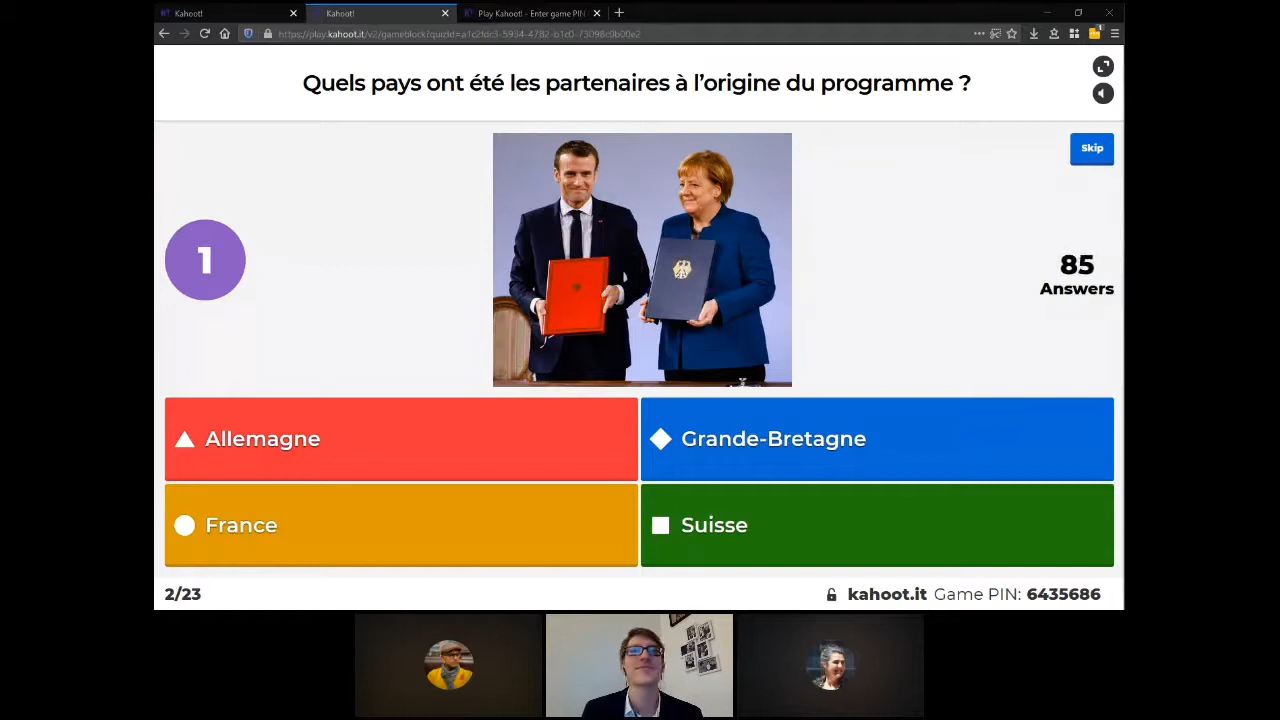 Kahoot!
Kahoot!
Play Kahoot! - Enter game PIN
Quels pays ont été les partenaires à l'origine du programme ?
Skip
1
85
Answers
Allemagne
Grande-Bretagne
France
Suisse
2/23
kahoot.it Game PIN: 6435686